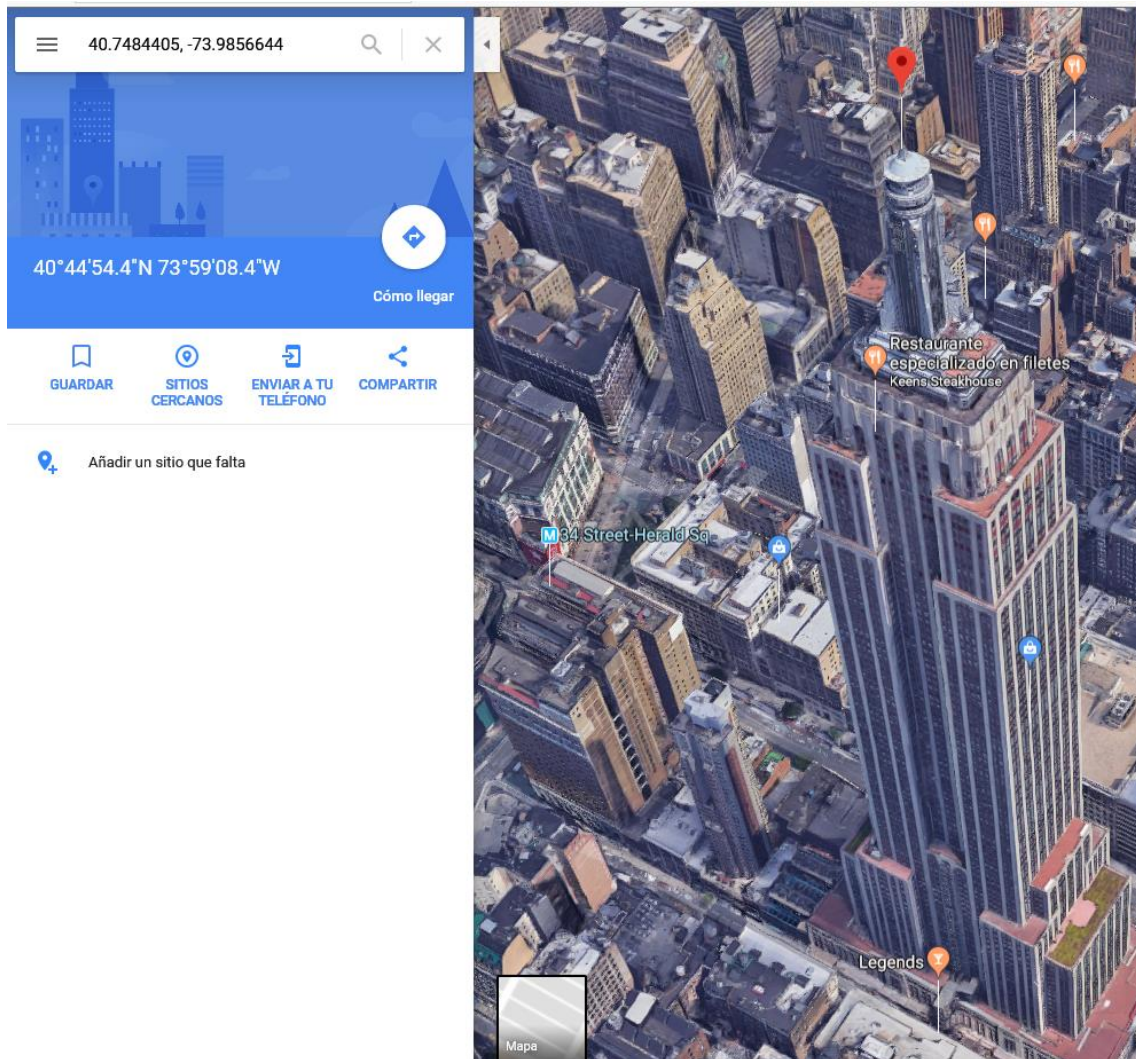 40.7484405, -73.9856644
40°44'54.4"N 73°59'08.4"W
Cómo llegar
GUARDAR
SITIOS
CERCANOS
ENVIAR A TU
TELÉFONO
COMPARTIR
Añadir un sitio que falta
Restaurante
especializado en filetes
Keens Steakhouse
M 34 Street-Herald Sq
Legends
Mapa